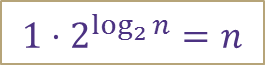 1 · 2^{log₂ n} = n